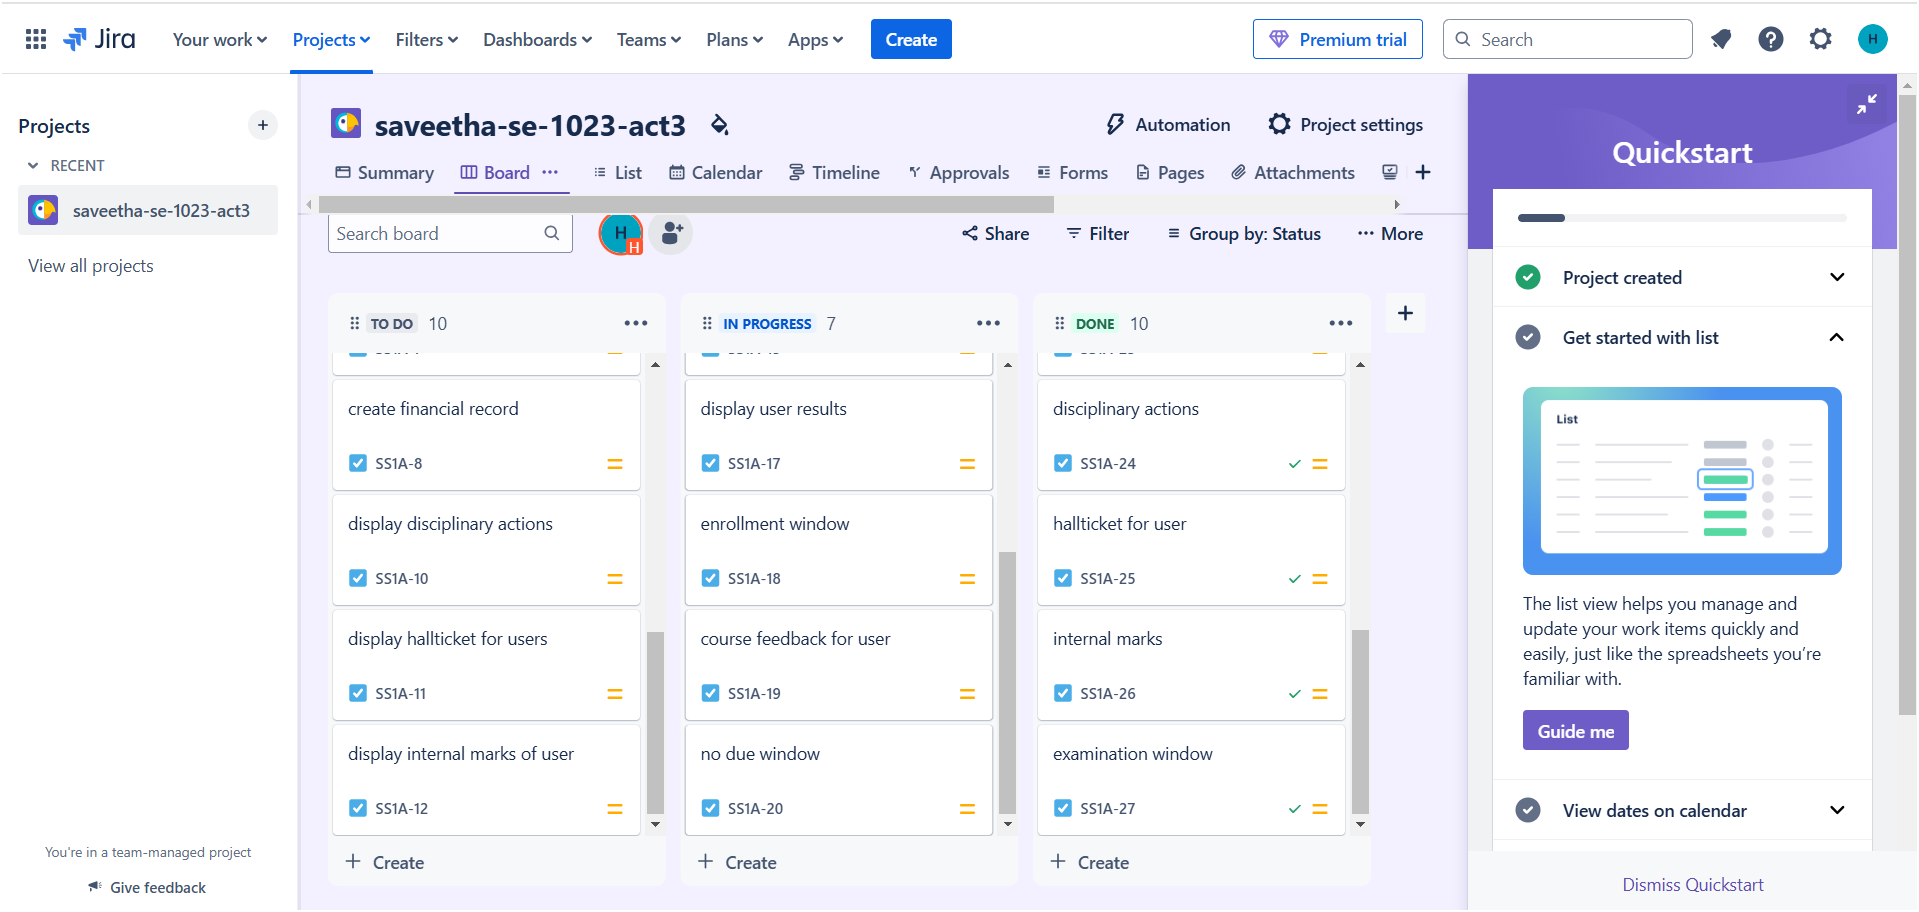 Jira
Your work
Projects
Filters
Dashboards
Teams
Plans
Apps
Create
Premium trial
Search
H
Projects
RECENT
saveetha-se-1023-act3
View all projects
You're in a team-managed project
Give feedback
saveetha-se-1023-act3
Automation
Project settings
Summary
Board
List
Calendar
Timeline
Approvals
Forms
Pages
Attachments
Search board
H
H
Share
Filter
Group by: Status
More
TO DO 10
create financial record
SS1A-8
display disciplinary actions
SS1A-10
display hallticket for users
SS1A-11
display internal marks of user
SS1A-12
Create
IN PROGRESS 7
display user results
SS1A-17
enrollment window
SS1A-18
course feedback for user
SS1A-19
no due window
SS1A-20
Create
DONE 10
disciplinary actions
SS1A-24
hallticket for user
SS1A-25
internal marks
SS1A-26
examination window
SS1A-27
Create
Quickstart
Project created
Get started with list
List
The list view helps you manage and
update your work items quickly and
easily, just like the spreadsheets you’re
familiar with.
Guide me
View dates on calendar
Dismiss Quickstart